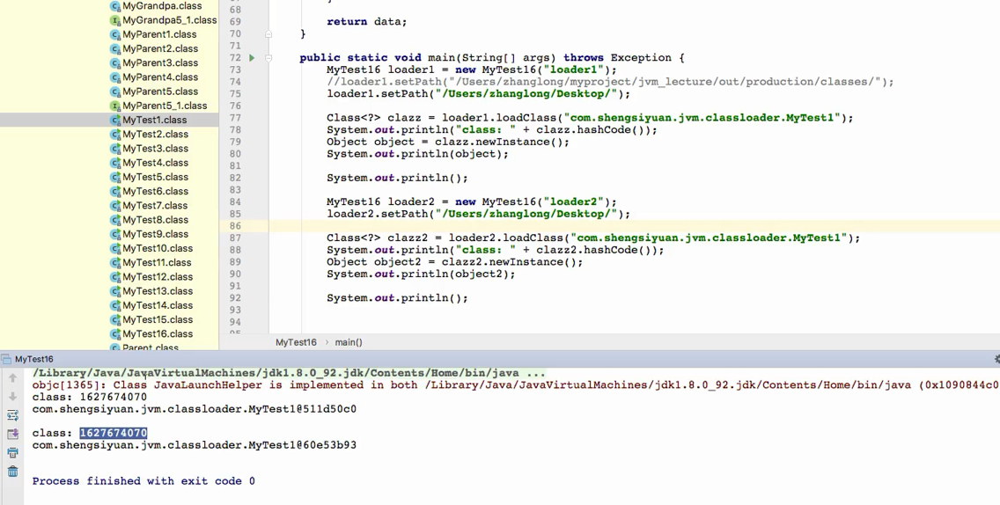 MyGrandpa.class
MyGrandpa5_1.class
MyParent1.class
MyParent2.class
MyParent3.class
MyParent4.class
MyParent5.class
MyParent5_1.class
MyTest1.class
MyTest2.class
MyTest3.class
MyTest4.class
MyTest5.class
MyTest6.class
MyTest7.class
MyTest8.class
MyTest9.class
MyTest10.class
MyTest11.class
MyTest12.class
MyTest13.class
MyTest14.class
MyTest15.class
MyTest16.class
Parent.class
68
69 return data;
70 }
71
72 public static void main(String[] args) throws Exception {
73 MyTest16 loader1 = new MyTest16("loader1");
74 //loader1.setPath("/Users/zhanglong/myproject/jvm_lecture/out/production/classes/");
75 loader1.setPath("/Users/zhanglong/Desktop/");
76
77 Class<?> clazz = loader1.loadClass("com.shengsiyuan.jvm.classloader.MyTest1");
78 System.out.println("class: " + clazz.hashCode());
79 Object object = clazz.newInstance();
80 System.out.println(object);
81
82 System.out.println();
83
84 MyTest16 loader2 = new MyTest16("loader2");
85 loader2.setPath("/Users/zhanglong/Desktop/");
86
87 Class<?> clazz2 = loader2.loadClass("com.shengsiyuan.jvm.classloader.MyTest1");
88 System.out.println("class: " + clazz2.hashCode());
89 Object object2 = clazz2.newInstance();
90 System.out.println(object2);
91
92 System.out.println();
93
94
MyTest16 › main()
MyTest16
/Library/Java/JavaVirtualMachines/jdk1.8.0_92.jdk/Contents/Home/bin/java ...
objc[1365]: Class JavaLaunchHelper is implemented in both /Library/Java/JavaVirtualMachines/jdk1.8.0_92.jdk/Contents/Home/bin/java (0x1090844c0
class: 1627674070
com.shengsiyuan.jvm.classloader.MyTest1@511d50c0
class: 1627674070
com.shengsiyuan.jvm.classloader.MyTest1@60e53b93
Process finished with exit code 0